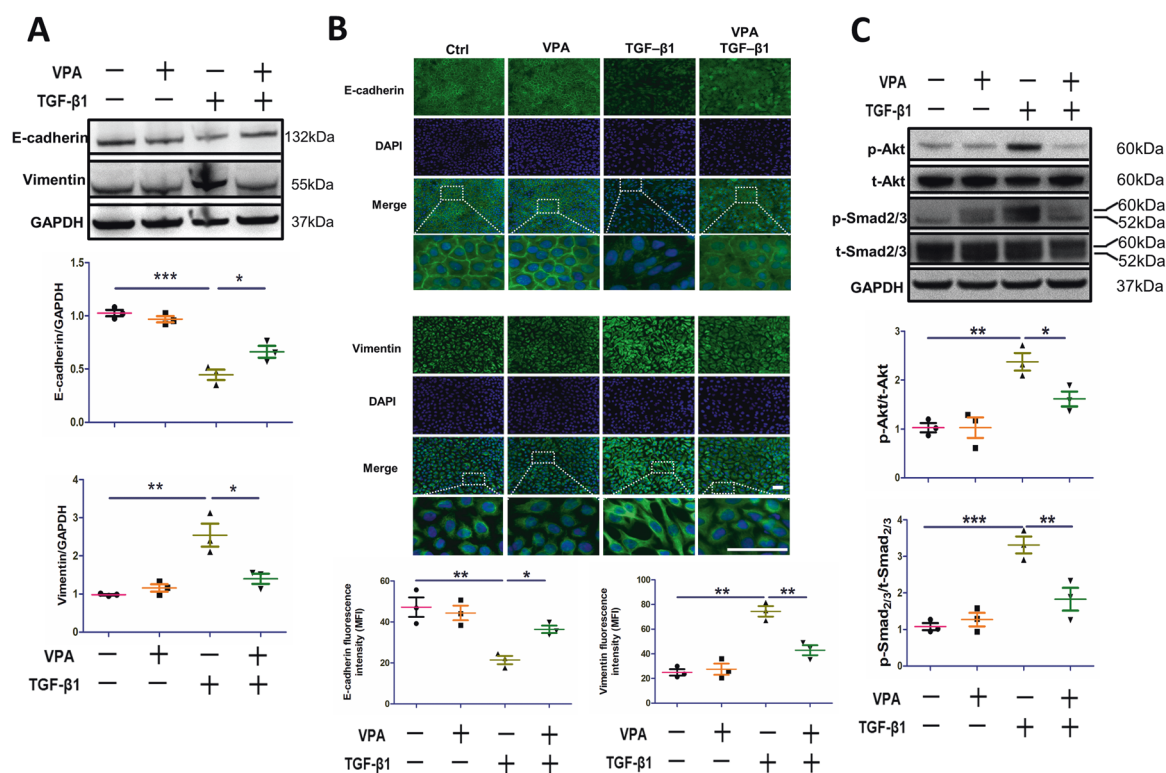 A
VPA − + − +
TGF-β1 − − + +
E-cadherin 132kDa
Vimentin 55kDa
GAPDH 37kDa
*** *
1.5
1.0
0.5
0.0
E-cadherin/GAPDH
** *
4
3
2
1
0
Vimentin/GAPDH
VPA − + − +
TGF-β1 − − + +
B
Ctrl VPA TGF–β1 VPA
TGF–β1
E-cadherin
DAPI
Merge
Vimentin
DAPI
Merge
** *
60
40
20
0
E-cadherin fluorescence
intensity (MFI)
VPA − + − +
TGF-β1 − − + +
** **
100
80
60
40
20
0
Vimentin fluorescence
intensity (MFI)
VPA − + − +
TGF-β1 − − + +
C
VPA − + − +
TGF-β1 − − + +
p-Akt 60kDa
t-Akt 60kDa
p-Smad2/3 60kDa
52kDa
t-Smad2/3 60kDa
52kDa
GAPDH 37kDa
** *
3
2
1
0
p-Akt/t-Akt
*** **
4
3
2
1
0
p-Smad2/3/t-Smad2/3
VPA − + − +
TGF-β1 − − + +